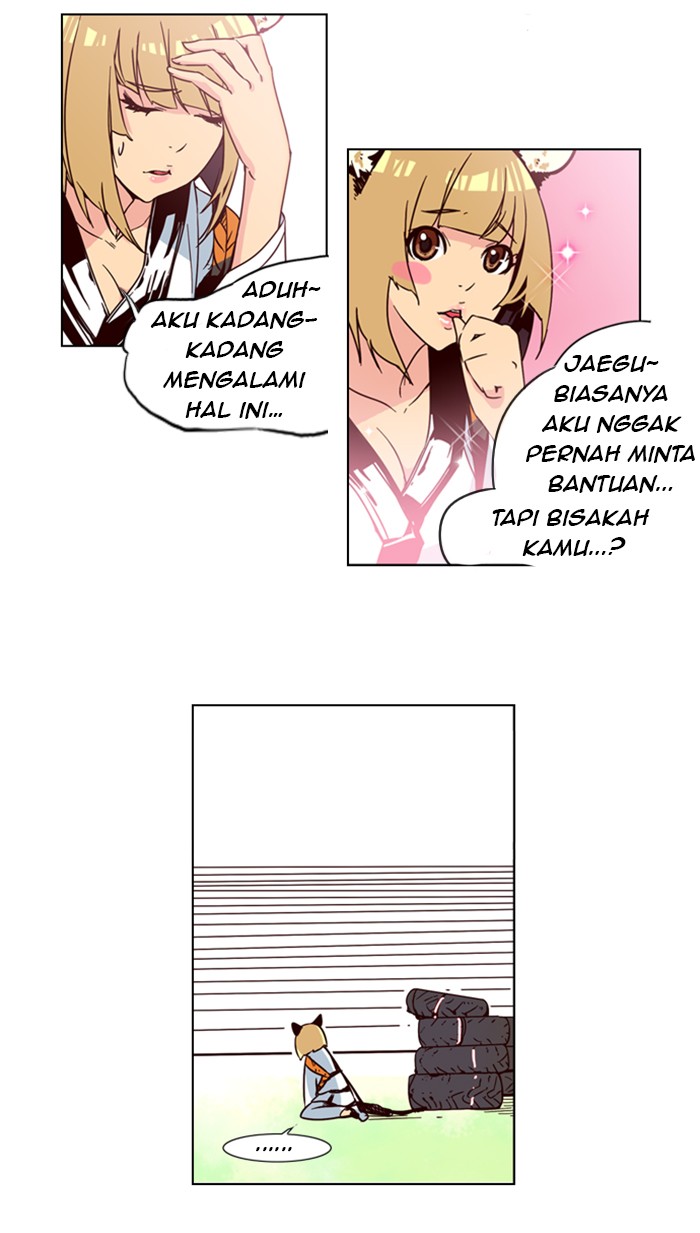 ADUH~
AKU KADANG-
KADANG
MENGALAMI
HAL INI...
JAEGU~
BIASANYA
AKU NGGAK
PERNAH MINTA
BANTUAN...
TAPI BISAKAH
KAMU...?
......